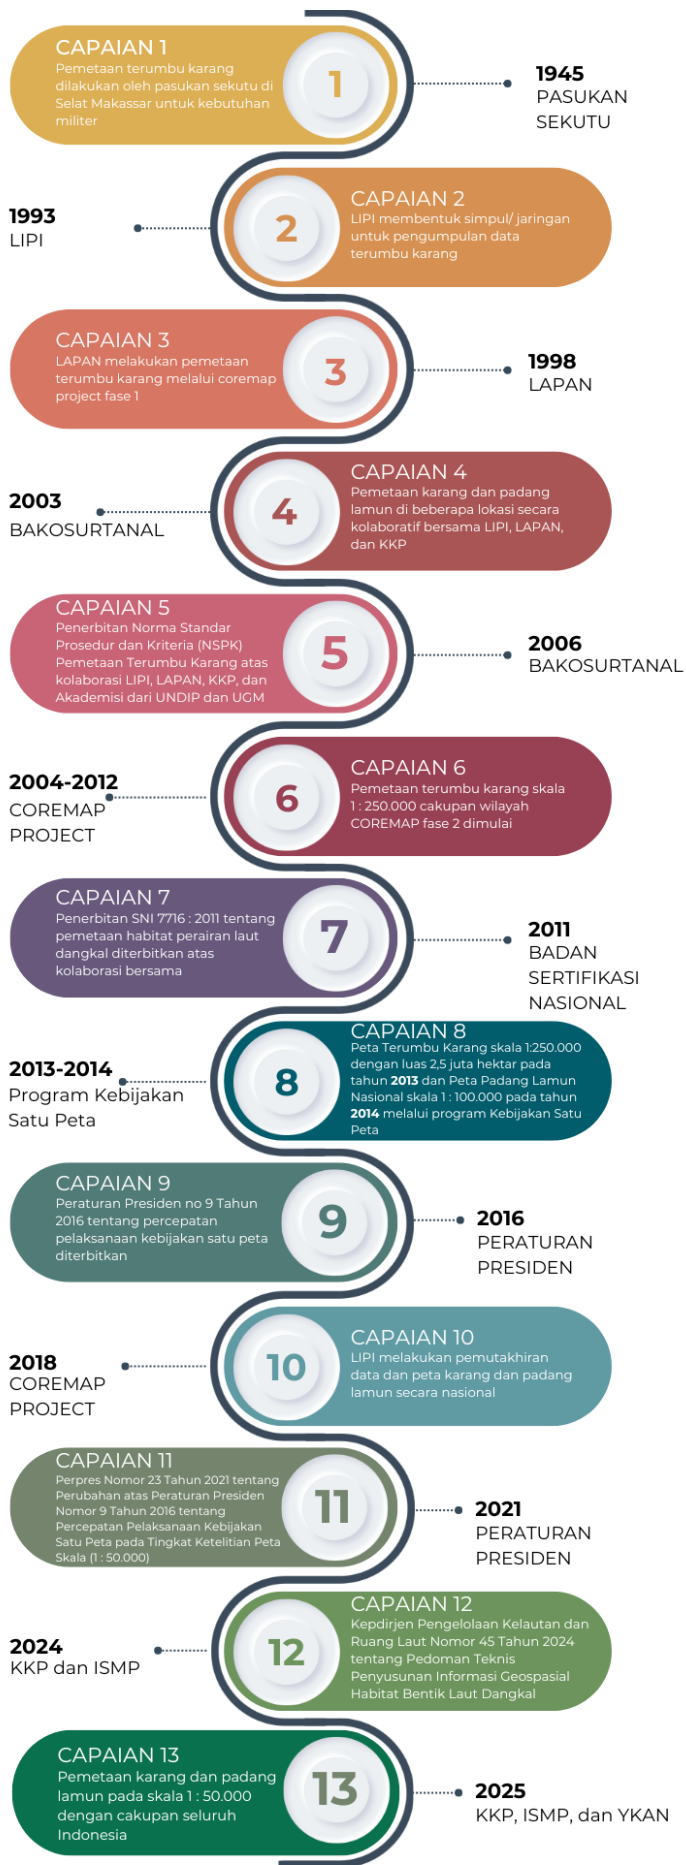 CAPAIAN 1
Pemetaan terumbu karang
dilakukan oleh pasukan sekutu di
Selat Makassar untuk kebutuhan
militer
1
1945
PASUKAN
SEKUTU
1993
LIPI
2
CAPAIAN 2
LIPI membentuk simpul/ jaringan
untuk pengumpulan data
terumbu karang
CAPAIAN 3
LAPAN melakukan pemetaan
terumbu karang melalui coremap
project fase 1
3
1998
LAPAN
2003
BAKOSURTANAL
4
CAPAIAN 4
Pemetaan karang dan padang
lamun di beberapa lokasi secara
kolaboratif bersama LIPI, LAPAN,
dan KKP
CAPAIAN 5
Penerbitan Norma Standar
Prosedur dan Kriteria (NSPK)
Pemetaan Terumbu Karang atas
kolaborasi LIPI, LAPAN, KKP, dan
Akademisi dari UNDIP dan UGM
5
2006
BAKOSURTANAL
2004-2012
COREMAP
PROJECT
6
CAPAIAN 6
Pemetaan terumbu karang skala
1 : 250.000 cakupan wilayah
COREMAP fase 2 dimulai
CAPAIAN 7
Penerbitan SNI 7716 : 2011 tentang
pemetaan habitat perairan laut
dangkal diterbitkan atas
kolaborasi bersama
7
2011
BADAN
SERTIFIKASI
NASIONAL
2013-2014
Program Kebijakan
Satu Peta
8
CAPAIAN 8
Peta Terumbu Karang skala 1:250.000
dengan luas 2,5 juta hektar pada
tahun 2013 dan Peta Padang Lamun
Nasional skala 1 : 100.000 pada tahun
2014 melalui program Kebijakan Satu
Peta
CAPAIAN 9
Peraturan Presiden no 9 Tahun
2016 tentang percepatan
pelaksanaan kebijakan satu peta
diterbitkan
9
2016
PERATURAN
PRESIDEN
2018
COREMAP
PROJECT
10
CAPAIAN 10
LIPI melakukan pemutakhiran
data dan peta karang dan padang
lamun secara nasional
CAPAIAN 11
Perpres Nomor 23 Tahun 2021 tentang
Perubahan atas Peraturan Presiden
Nomor 9 Tahun 2016 tentang
Percepatan Pelaksanaan Kebijakan
Satu Peta pada Tingkat Ketelitian Peta
Skala (1 : 50.000)
11
2021
PERATURAN
PRESIDEN
2024
KKP dan ISMP
12
CAPAIAN 12
Kepdirjen Pengelolaan Kelautan dan
Ruang Laut Nomor 45 Tahun 2024
tentang Pedoman Teknis
Penyusunan Informasi Geospasial
Habitat Bentik Laut Dangkal
CAPAIAN 13
Pemetaan karang dan padang
lamun pada skala 1 : 50.000
dengan cakupan seluruh
Indonesia
13
2025
KKP, ISMP, dan YKAN